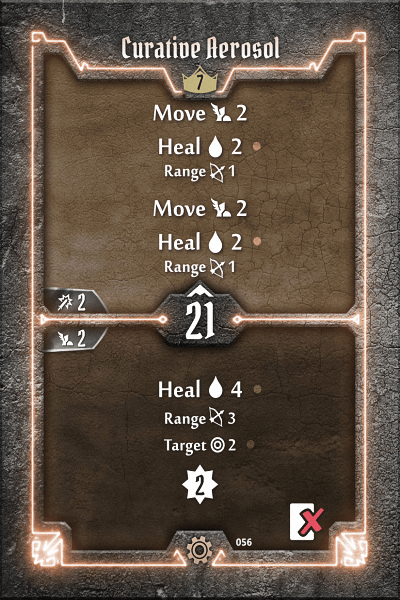 Curative Aerosol
7
Move 2
Heal 2
Range 1
Move 2
Heal 2
Range 1
2
21
2
Heal 4
Range 3
Target 2
2
056